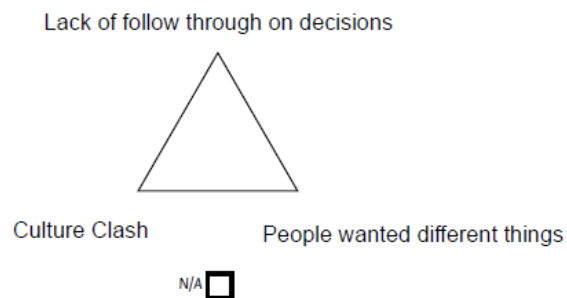 Lack of follow through on decisions
Culture Clash
People wanted different things
N/A